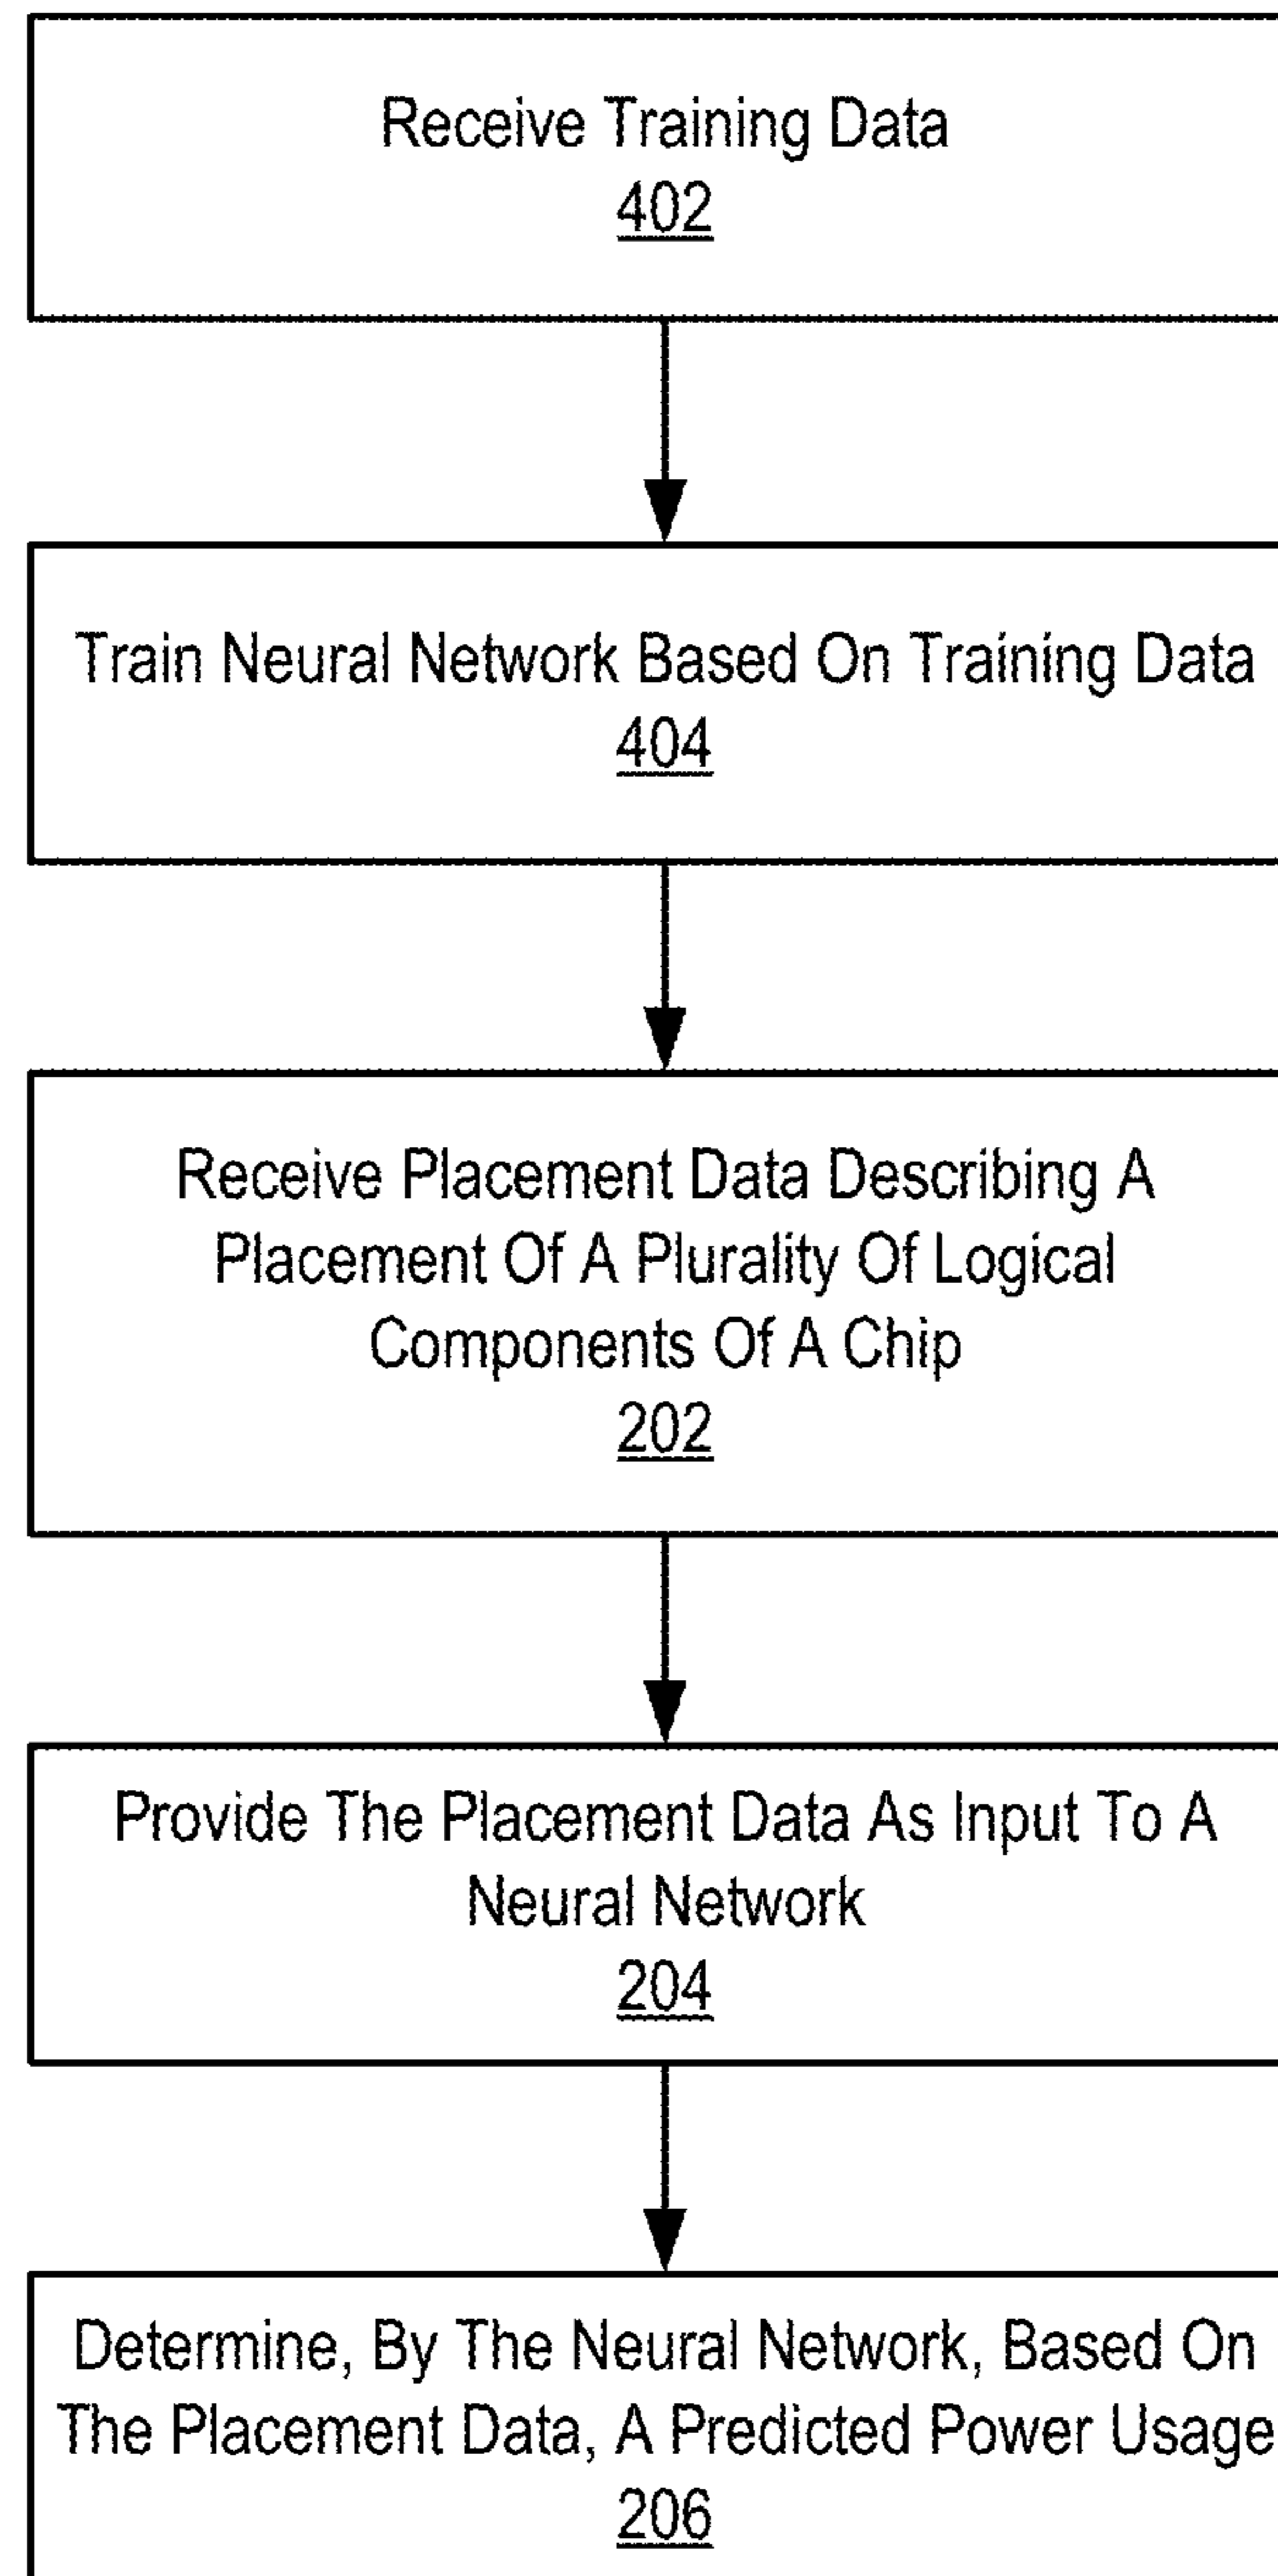 Receive Training Data
402
Train Neural Network Based On Training Data
404
Receive Placement Data Describing A
Placement Of A Plurality Of Logical
Components Of A Chip
202
Provide The Placement Data As Input To A
Neural Network
204
Determine, By The Neural Network, Based On
The Placement Data, A Predicted Power Usage
206